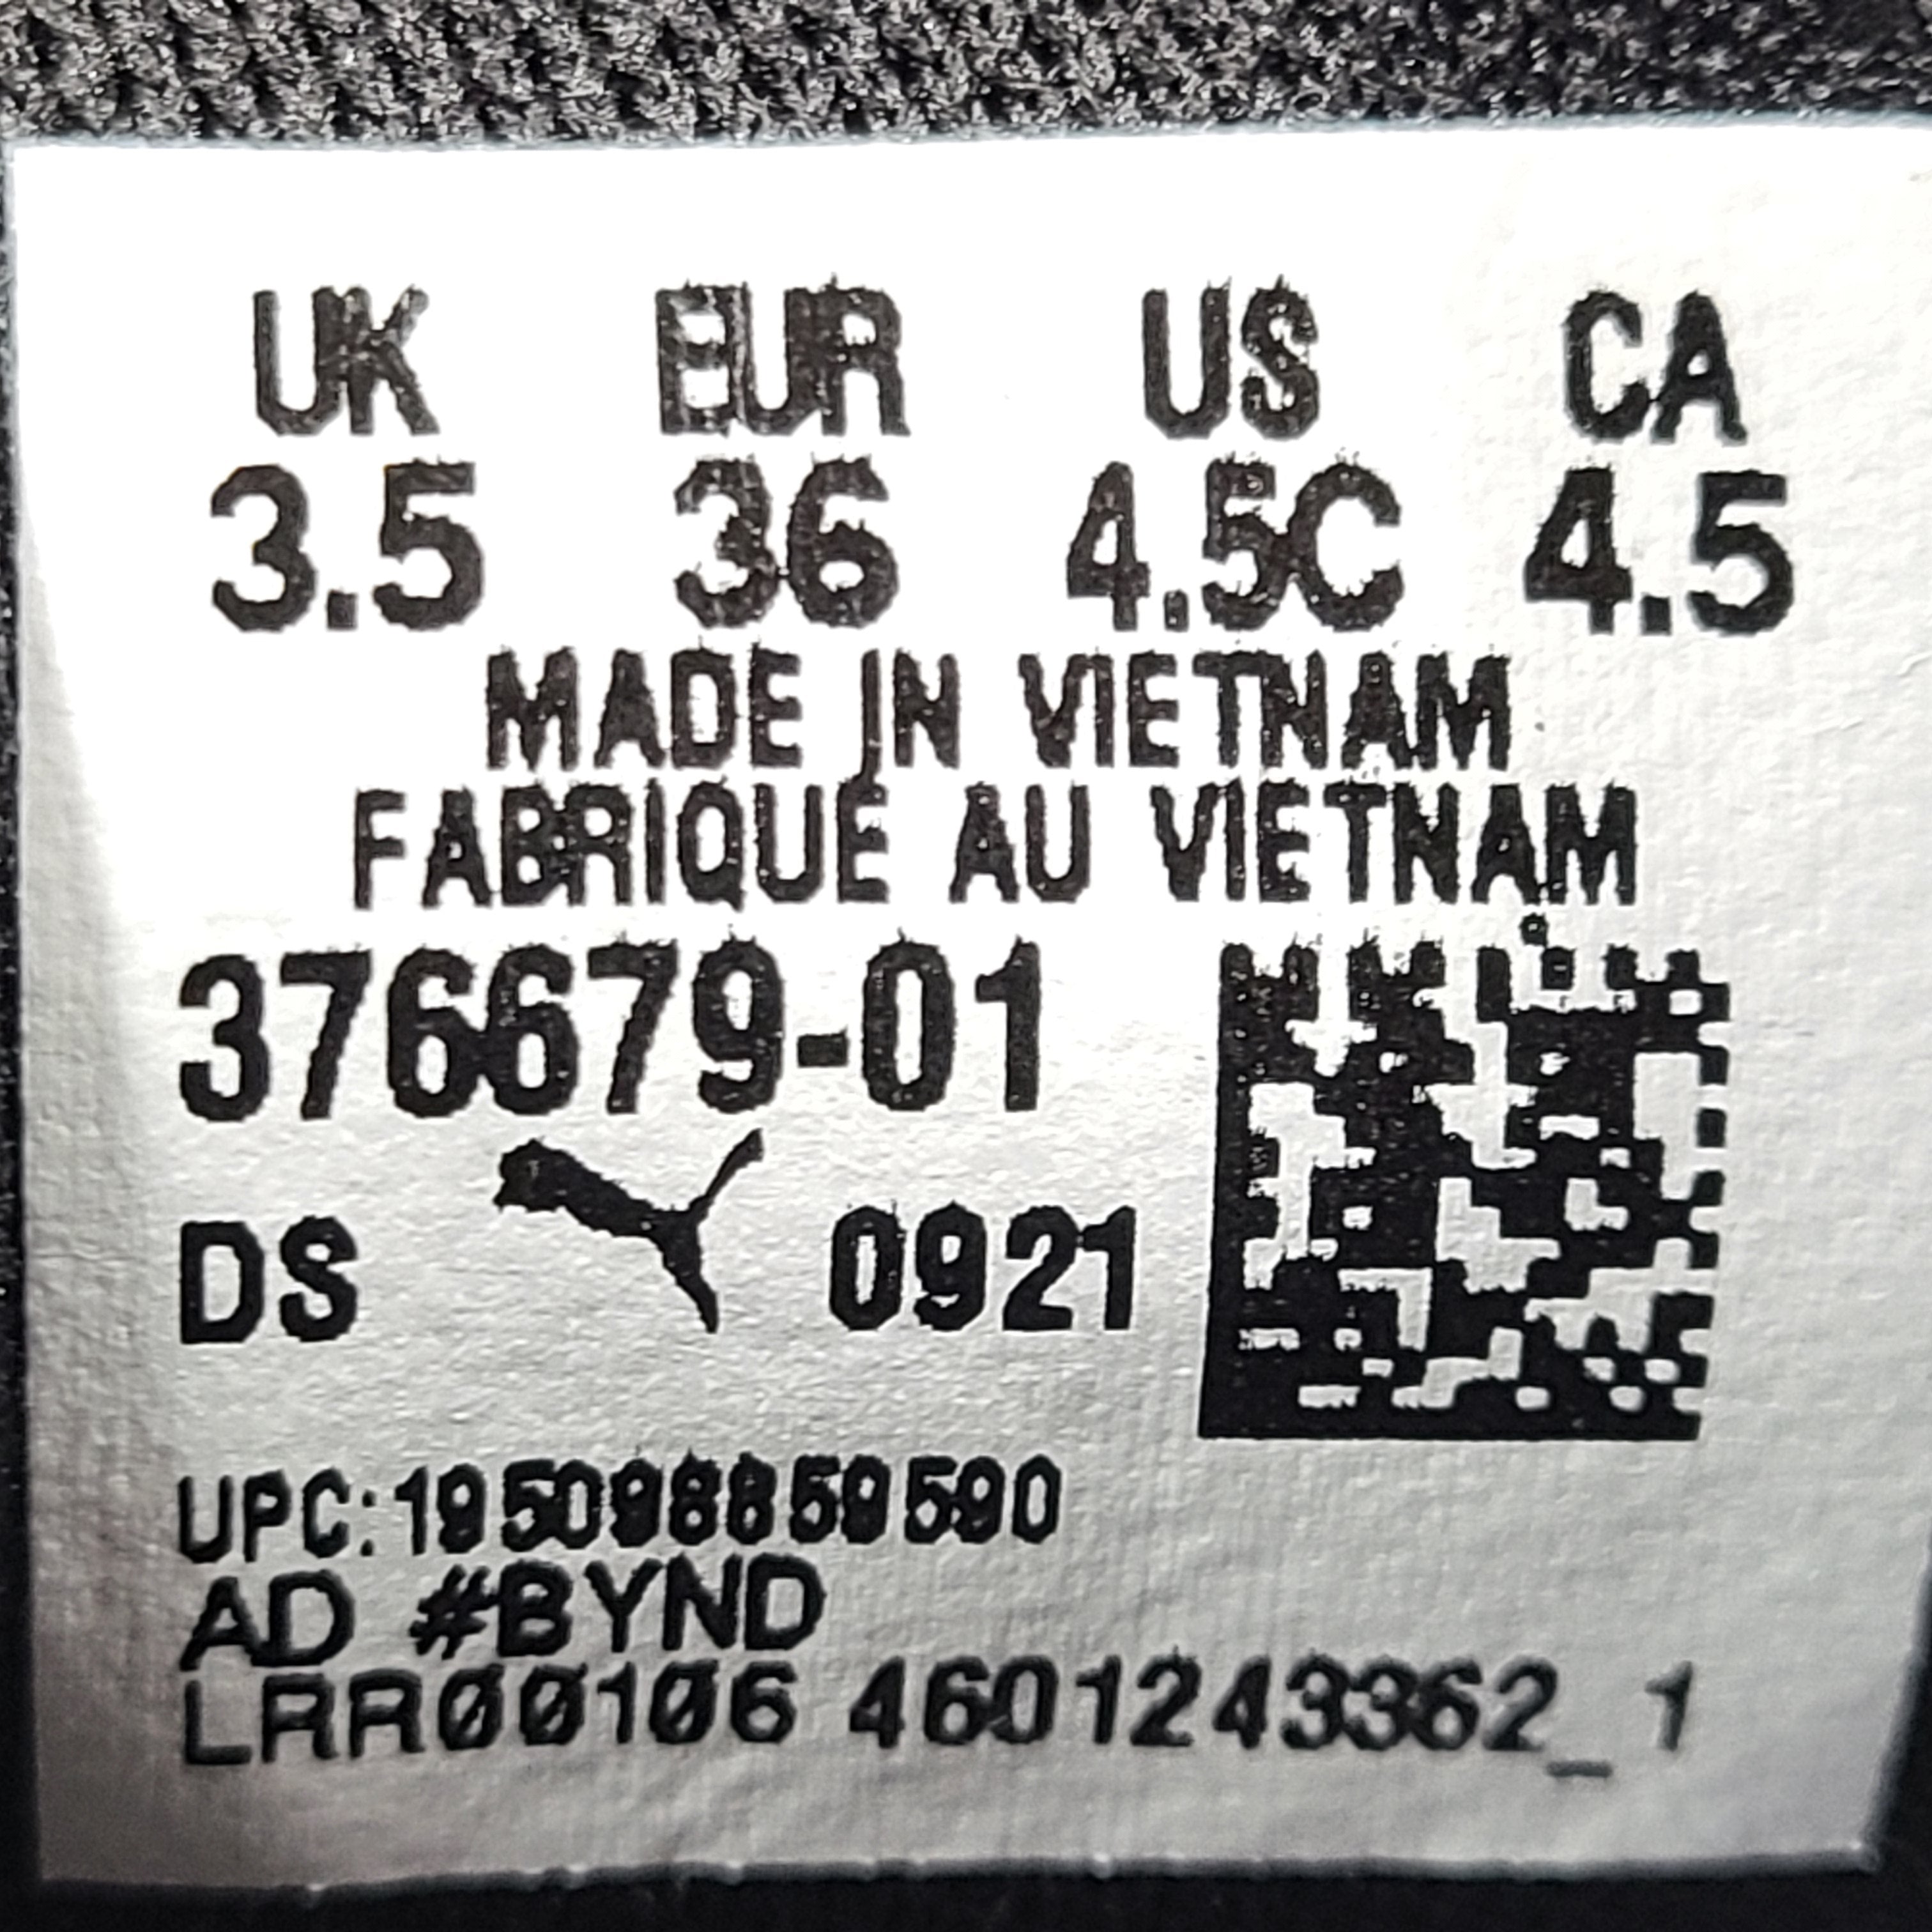 UK EUR US CA
3.5 36 4.5C 4.5
MADE IN VIETNAM
FABRIQUÉ AU VIETNAM
376679-01
DS 0921
UPC:195098859590
AD #BYND
LRR00106 4601243362_1